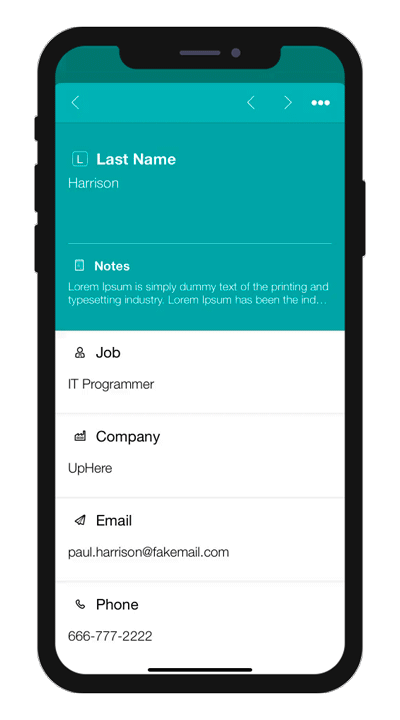 L Last Name
Harrison
Notes
Lorem Ipsum is simply dummy text of the printing and
typesetting industry. Lorem Ipsum has been the ind...
Job
IT Programmer
Company
UpHere
Email
paul.harrison@fakemail.com
Phone
666-777-2222